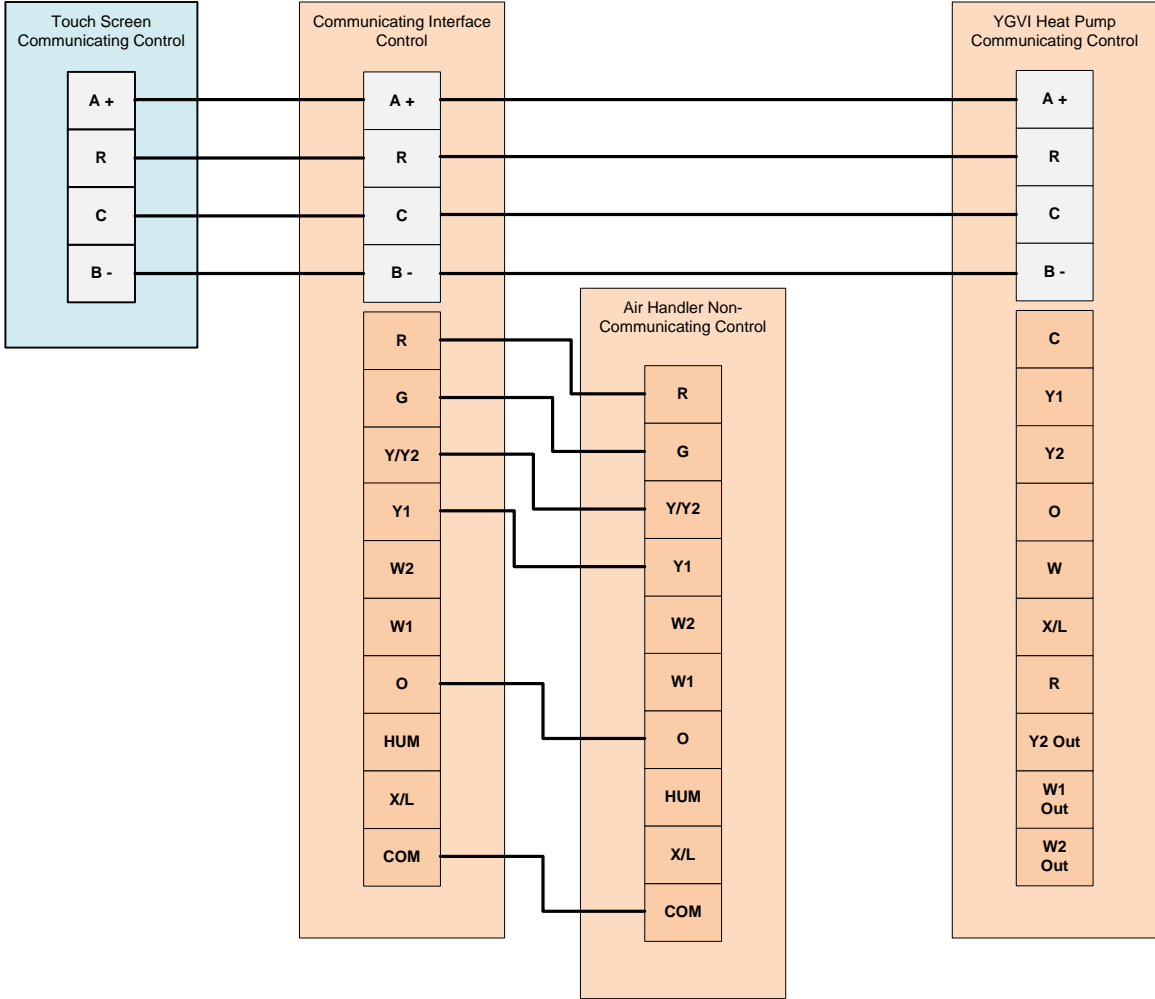 Touch Screen
Communicating Control
A +
R
C
B -
Communicating Interface
Control
A +
R
C
B -
R
G
Y/Y2
Y1
W2
W1
O
HUM
X/L
COM
Air Handler Non-
Communicating Control
R
G
Y/Y2
Y1
W2
W1
O
HUM
X/L
COM
YGVI Heat Pump
Communicating Control
A +
R
C
B -
C
Y1
Y2
O
W
X/L
R
Y2 Out
W1
Out
W2
Out